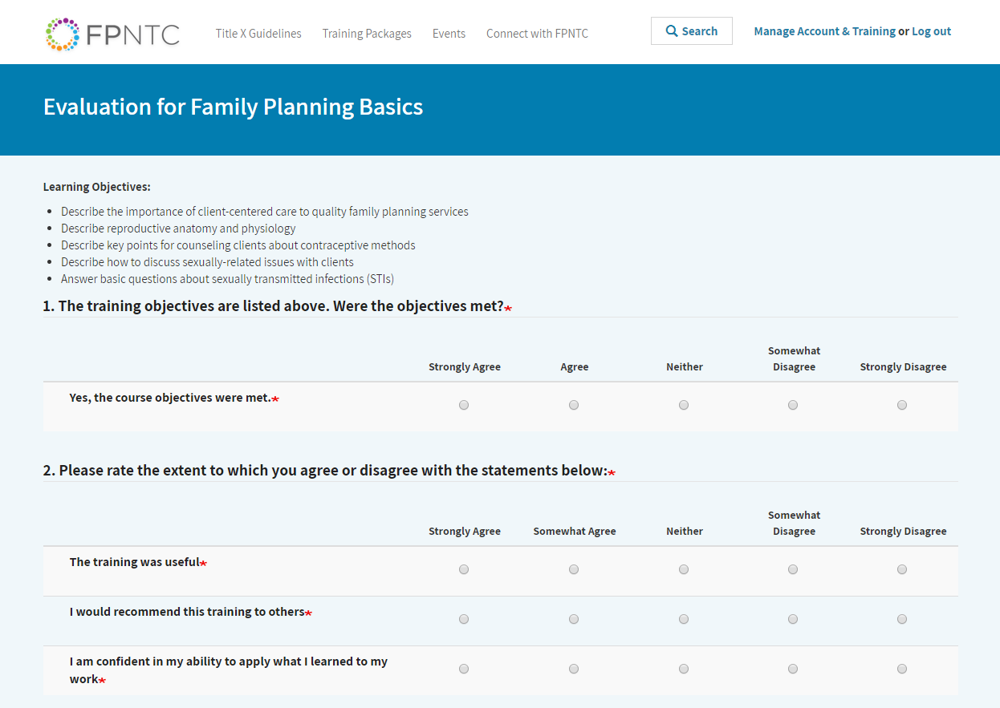 FPNTC
Title X Guidelines
Training Packages
Events
Connect with FPNTC
Search
Manage Account & Training or Log out
Evaluation for Family Planning Basics
Learning Objectives:
• Describe the importance of client-centered care to quality family planning services
• Describe reproductive anatomy and physiology
• Describe key points for counseling clients about contraceptive methods
• Describe how to discuss sexually-related issues with clients
• Answer basic questions about sexually transmitted infections (STIs)
1. The training objectives are listed above. Were the objectives met?*
Strongly Agree
Agree
Neither
Somewhat
Disagree
Strongly Disagree
Yes, the course objectives were met.*
2. Please rate the extent to which you agree or disagree with the statements below:*
Strongly Agree
Somewhat Agree
Neither
Somewhat
Disagree
Strongly Disagree
The training was useful*
I would recommend this training to others*
I am confident in my ability to apply what I learned to my
work*